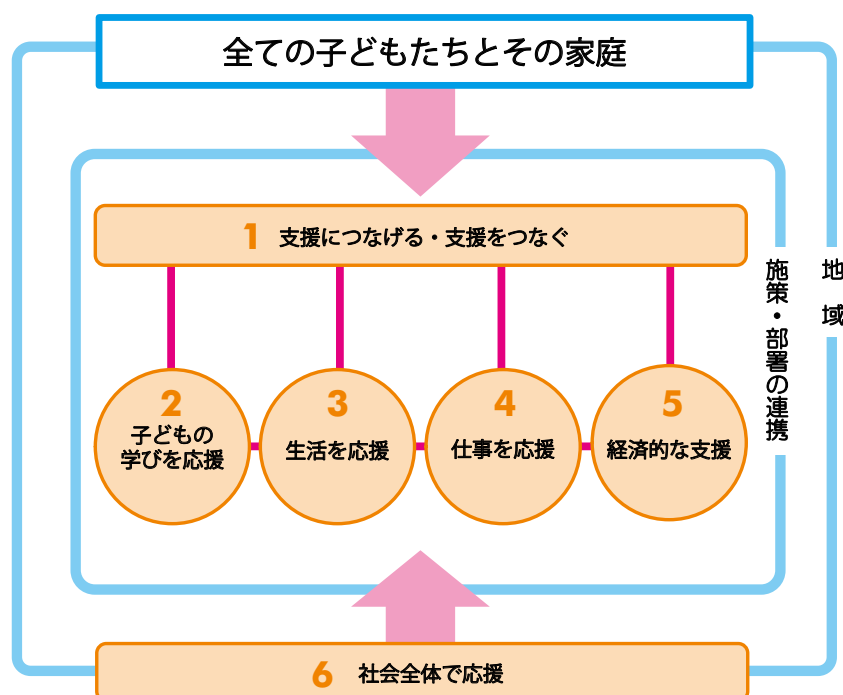 全ての子どもたちとその家庭
1 支援につなげる・支援をつなぐ
2
子どもの
学びを応援
3
生活を応援
4
仕事を応援
5
経済的な支援
施策・部署の連携
地域
6 社会全体で応援